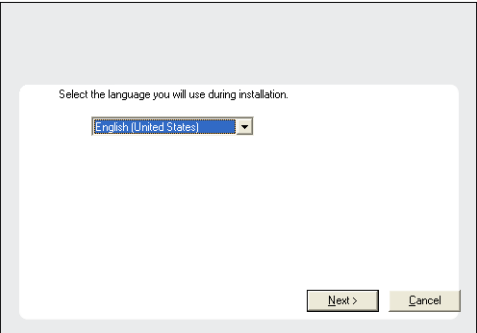 Select the language you will use during installation.
English (United States)
Next >
Cancel